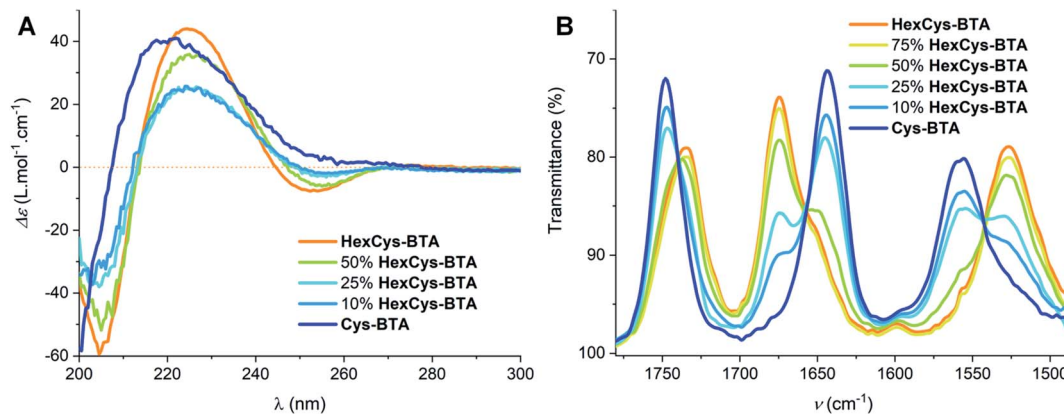 A
40
20
0
-20
-40
-60
Δε (L.mol⁻¹.cm⁻¹)
200 220 240 260 280 300
λ (nm)
HexCys-BTA
50% HexCys-BTA
25% HexCys-BTA
10% HexCys-BTA
Cys-BTA
B
70
80
90
100
Transmittance (%)
1750 1700 1650 1600 1550 1500
ν (cm⁻¹)
HexCys-BTA
75% HexCys-BTA
50% HexCys-BTA
25% HexCys-BTA
10% HexCys-BTA
Cys-BTA